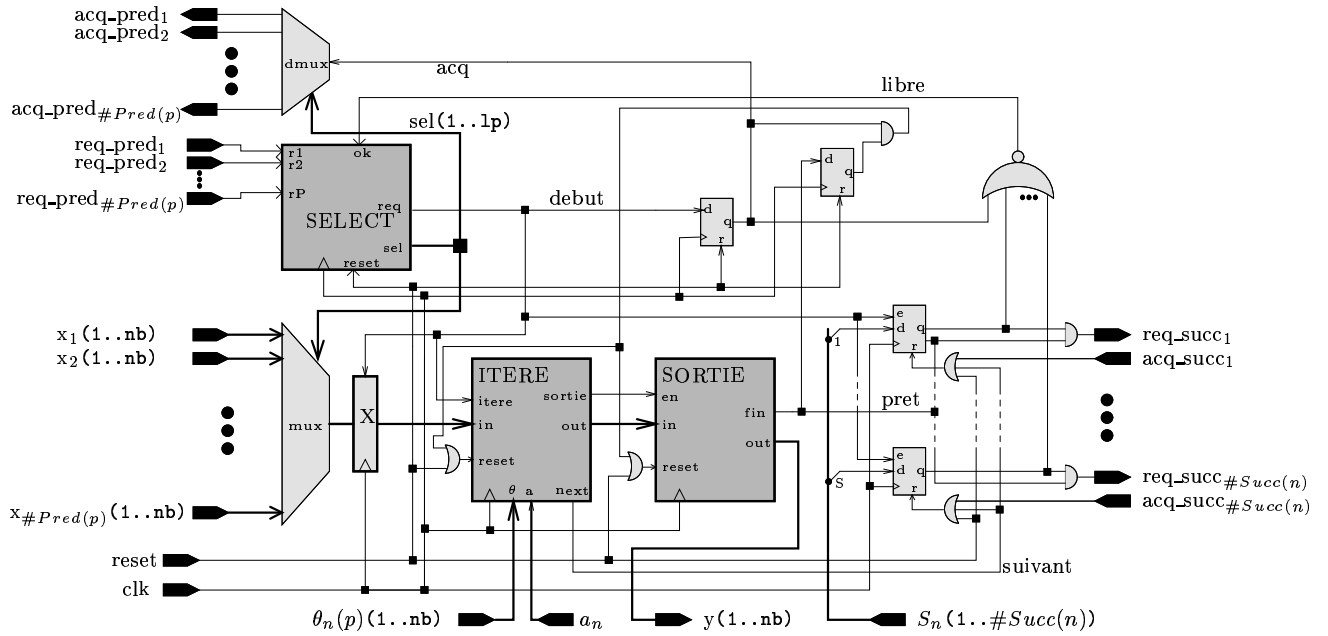 acq_pred₁
acq_pred₂
dmux
acq
libre
acq_pred#Pred(p)
sel(1..lp)
req_pred₁
req_pred₂
r1
r2
ok
d
q
r
req_pred#Pred(p)
rP
req
SELECT
debut
d
q
r
sel
reset
x₁(1..nb)
x₂(1..nb)
e
d
q
r
1
req_succ₁
acq_succ₁
ITERE
SORTIE
itere
sortie
en
X
mux
in
out
in
fin
pret
out
reset
reset
e
d
q
r
S
req_succ#Succ(n)
acq_succ#Succ(n)
θ
a
next
x#Pred(p)(1..nb)
reset
suivant
clk
θₙ(p)(1..nb)
aₙ
y(1..nb)
Sₙ(1..#Succ(n))